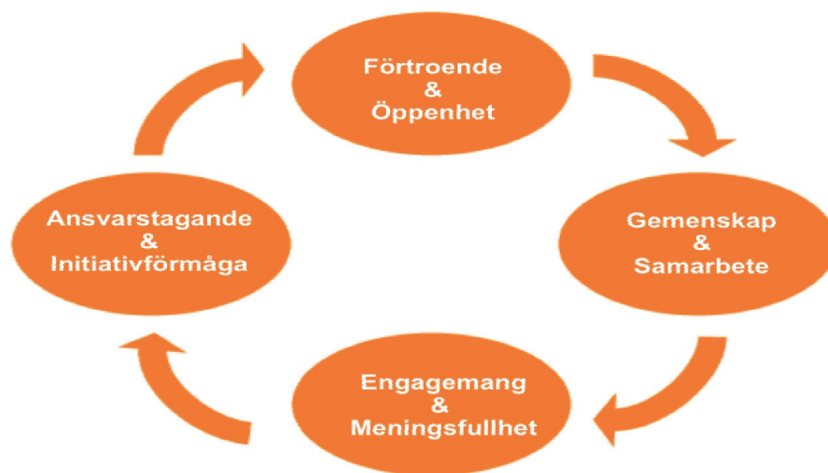 Förtroende
&
Öppenhet
Gemenskap
&
Samarbete
Engagemang
&
Meningsfullhet
Ansvarstagande
&
Initiativförmåga